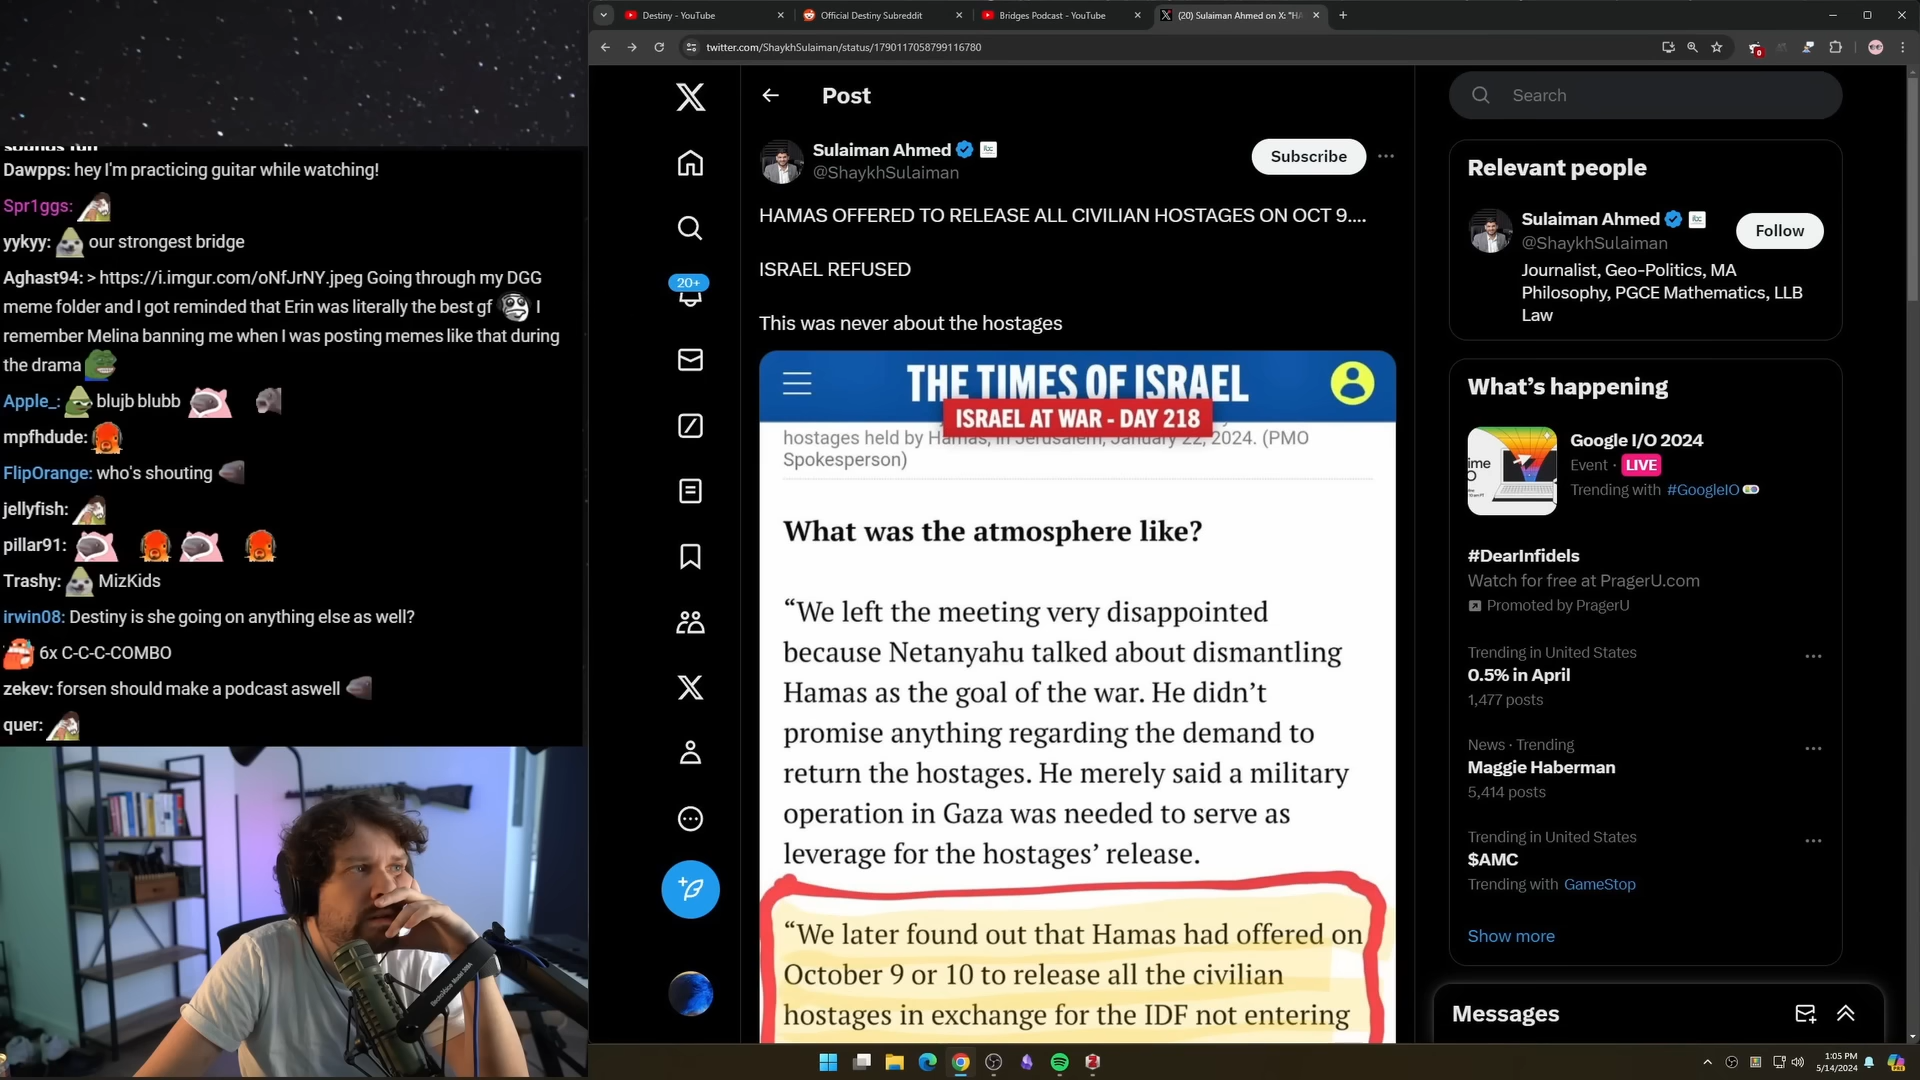 Destiny - YouTube
Official Destiny Subreddit
Bridges Podcast - YouTube
(20) Sulaiman Ahmed on X: "HA
twitter.com/ShaykhSulaiman/status/1790117058799116780
sounds fun
Dawpps: hey I'm practicing guitar while watching!
Spr1ggs:
yykyy: our strongest bridge
Aghast94: > https://i.imgur.com/oNfJrNY.jpeg Going through my DGG
meme folder and I got reminded that Erin was literally the best gf I
remember Melina banning me when I was posting memes like that during
the drama
Apple_: blujb blubb
mpfhdude:
FlipOrange: who's shouting
jellyfish:
pillar91:
Trashy: MizKids
irwin08: Destiny is she going on anything else as well?
6x C-C-C-COMBO
zekev: forsen should make a podcast aswell
quer:
20+
Post
Sulaiman Ahmed
@ShaykhSulaiman
Subscribe
HAMAS OFFERED TO RELEASE ALL CIVILIAN HOSTAGES ON OCT 9....
ISRAEL REFUSED
This was never about the hostages
THE TIMES OF ISRAEL
ISRAEL AT WAR - DAY 218
hostages held by Hamas, in Jerusalem, January 22, 2024. (PMO
Spokesperson)
What was the atmosphere like?
“We left the meeting very disappointed
because Netanyahu talked about dismantling
Hamas as the goal of the war. He didn’t
promise anything regarding the demand to
return the hostages. He merely said a military
operation in Gaza was needed to serve as
leverage for the hostages’ release.
“We later found out that Hamas had offered on
October 9 or 10 to release all the civilian
hostages in exchange for the IDF not entering
Search
Relevant people
Sulaiman Ahmed
@ShaykhSulaiman
Follow
Journalist, Geo-Politics, MA
Philosophy, PGCE Mathematics, LLB
Law
What’s happening
Google I/O 2024
Event · LIVE
Trending with #GoogleIO
#DearInfidels
Watch for free at PragerU.com
Promoted by PragerU
Trending in United States
0.5% in April
1,477 posts
News · Trending
Maggie Haberman
5,414 posts
Trending in United States
$AMC
Trending with GameStop
Show more
Messages
1:05 PM
5/14/2024